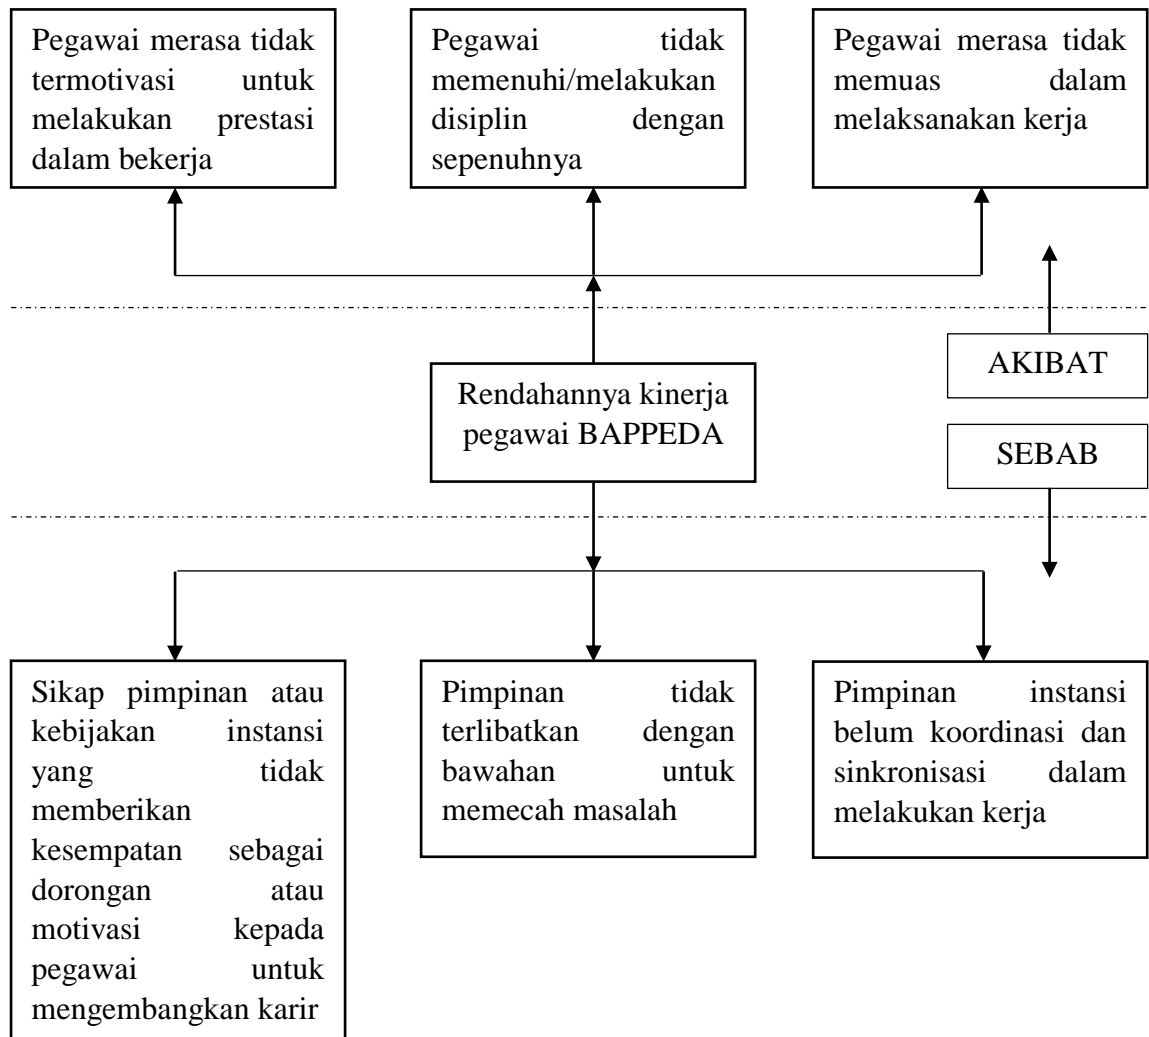 Pegawai merasa tidak
termotivasi untuk
melakukan prestasi
dalam bekerja
Pegawai tidak
memenuhi/melakukan
disiplin dengan
sepenuhnya
Pegawai merasa tidak
memuas dalam
melaksanakan kerja
AKIBAT
Rendahannya kinerja
pegawai BAPPEDA
SEBAB
Sikap pimpinan atau
kebijakan instansi
yang tidak
memberikan
kesempatan sebagai
dorongan atau
motivasi kepada
pegawai untuk
mengembangkan karir
Pimpinan tidak
terlibatkan dengan
bawahan untuk
memecah masalah
Pimpinan instansi
belum koordinasi dan
sinkronisasi dalam
melakukan kerja